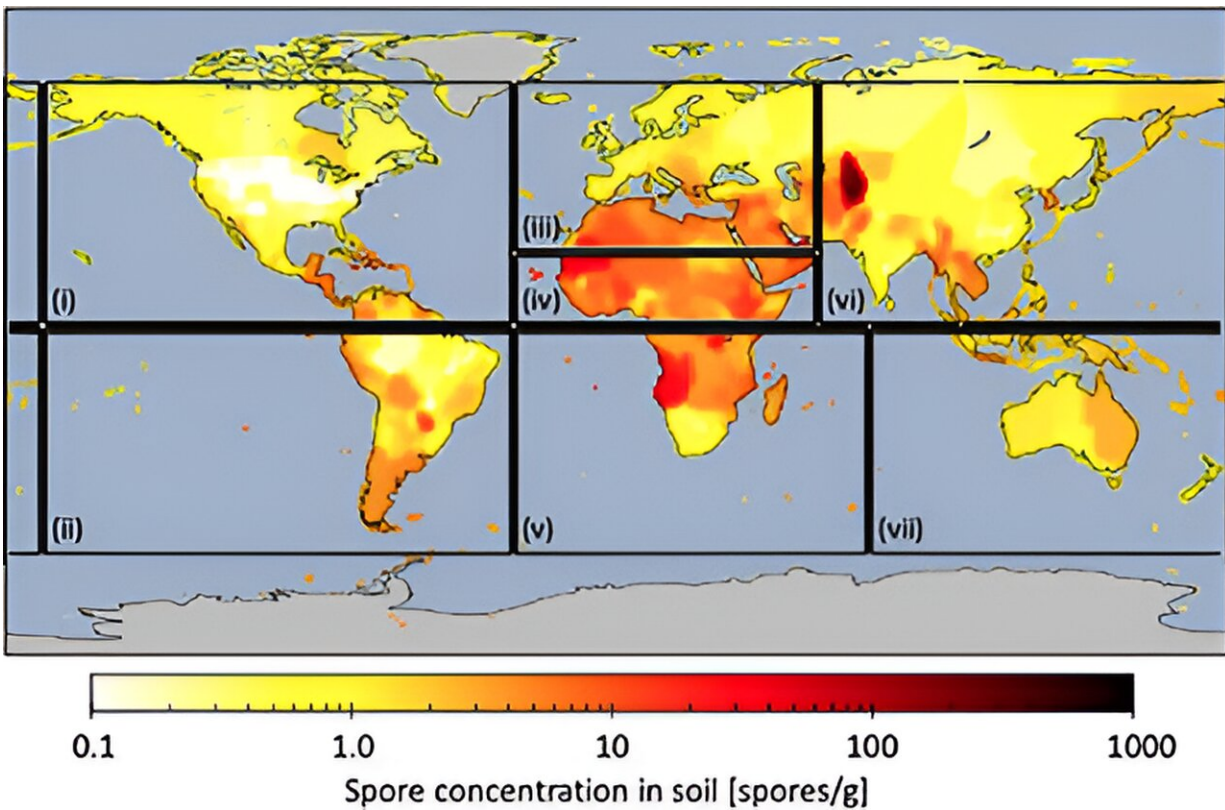 (iii)
(i)
(iv)
(vi)
(ii)
(v)
(vii)
0.1 1.0 10 100 1000
Spore concentration in soil [spores/g]